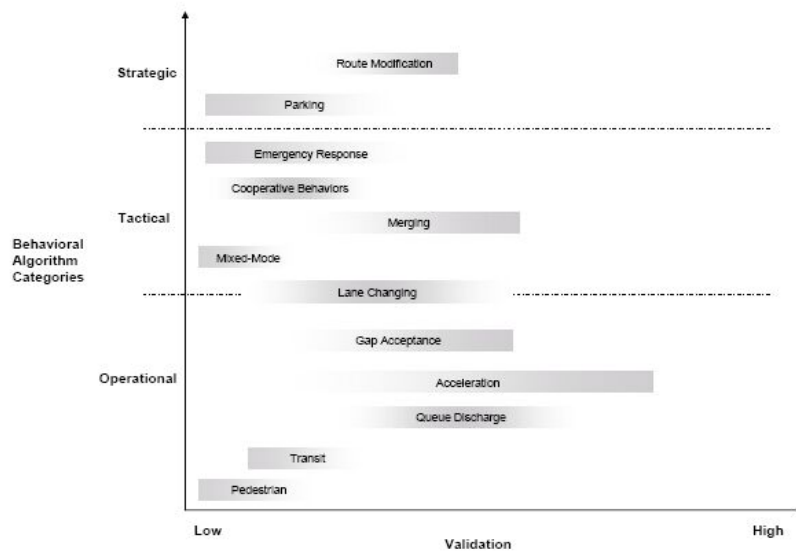 Strategic
Route Modification
Parking
Emergency Response
Cooperative Behaviors
Tactical
Merging
Behavioral
Algorithm
Categories
Mixed-Mode
Lane Changing
Gap Acceptance
Operational
Acceleration
Queue Discharge
Transit
Pedestrian
Low
High
Validation